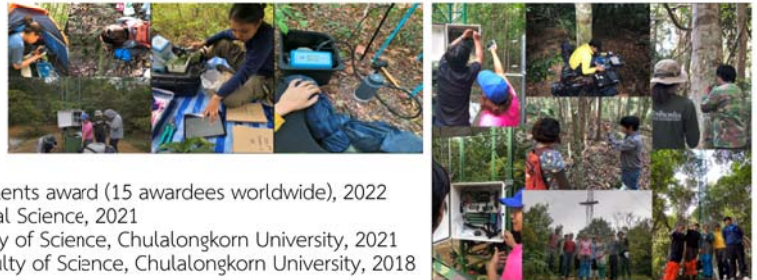 ents award (15 awardees worldwide), 2022
al Science, 2021
y of Science, Chulalongkorn University, 2021
ulty of Science, Chulalongkorn University, 2018